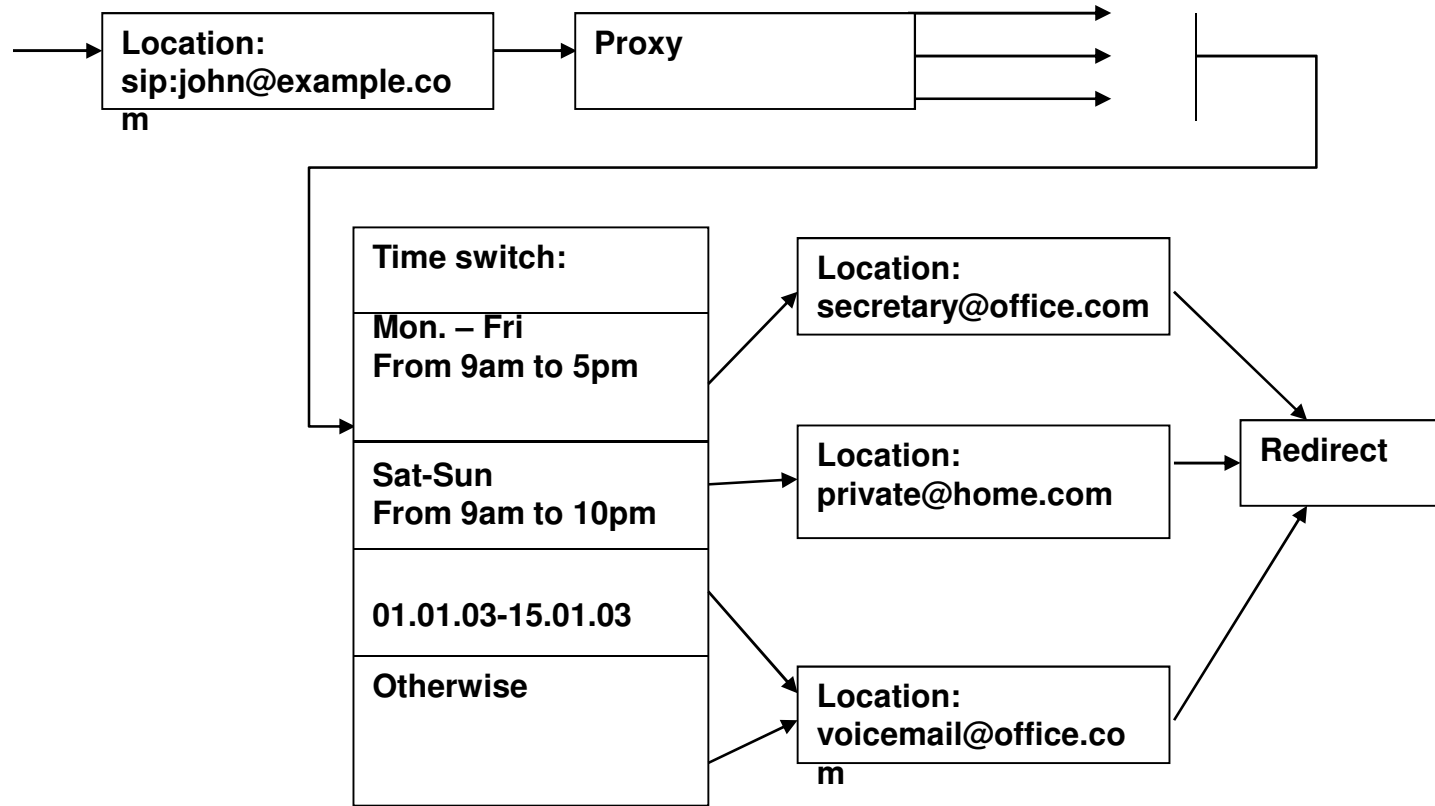 Location:
sip:john@example.co
m
Proxy
Time switch:
Mon. – Fri
From 9am to 5pm
Sat-Sun
From 9am to 10pm
01.01.03-15.01.03
Otherwise
Location:
secretary@office.com
Location:
private@home.com
Location:
voicemail@office.co
m
Redirect